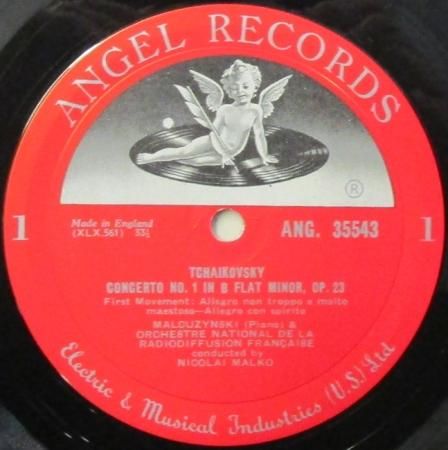 ANGEL RECORDS
®
Made in England
(XLX.561) 33⅓
ANG. 35543
1
1
TCHAIKOVSKY
CONCERTO NO. 1 IN B FLAT MINOR, OP. 23
First Movement: Allegro non troppo e molto
maestoso—Allegro con spirito
MALCUZYNSKI (Piano) &
ORCHESTRE NATIONAL DE LA
RADIODIFFUSION FRANÇAISE
conducted by
NICOLAI MALKO
Electric & Musical Industries (U.S.) Ltd